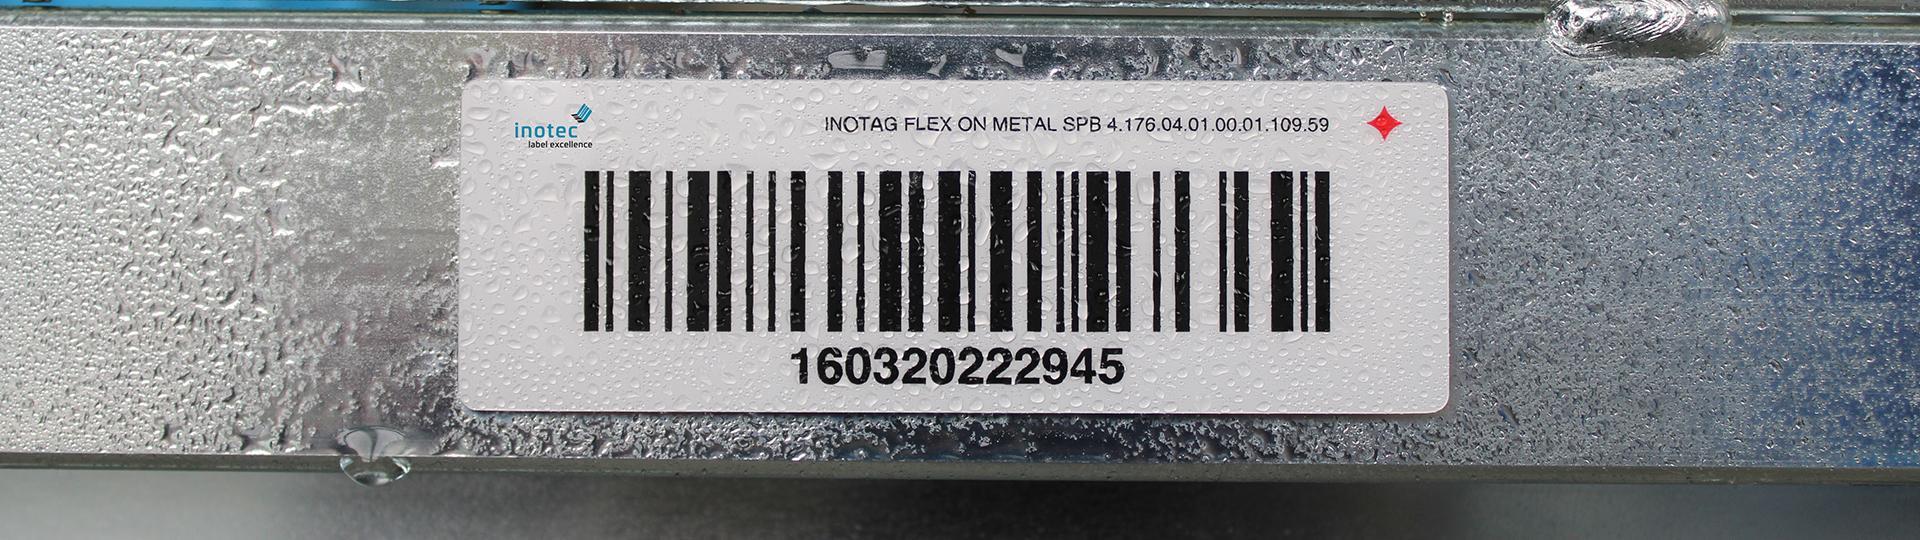 inotec
label excellence
INOTAG FLEX ON METAL SPB 4.176.04.01.00.01.109.59
160320222945